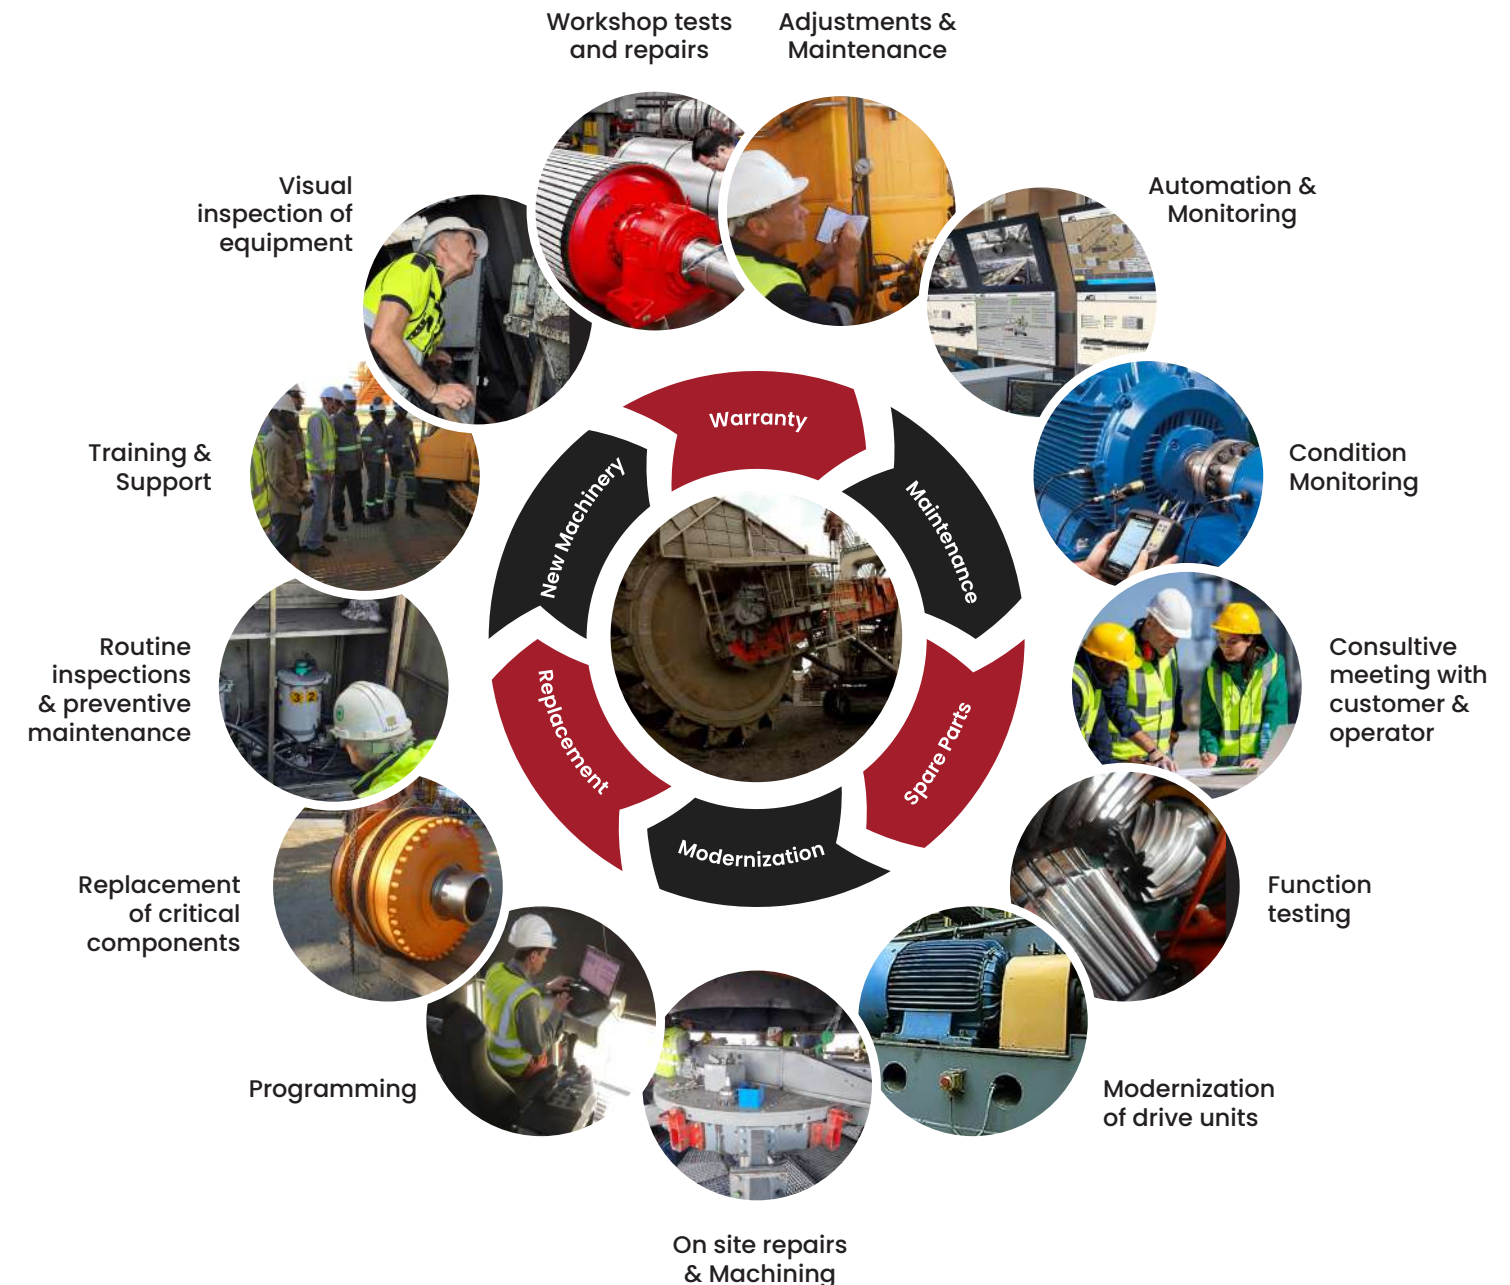 Workshop tests
and repairs
Adjustments &
Maintenance
Automation &
Monitoring
Condition
Monitoring
Consultive
meeting with
customer &
operator
Function
testing
Modernization
of drive units
On site repairs
& Machining
Programming
Replacement
of critical
components
Routine
inspections
& preventive
maintenance
Training &
Support
Visual
inspection of
equipment
Warranty
Maintenance
Spare Parts
Modernization
Replacement
New Machinery
3 2